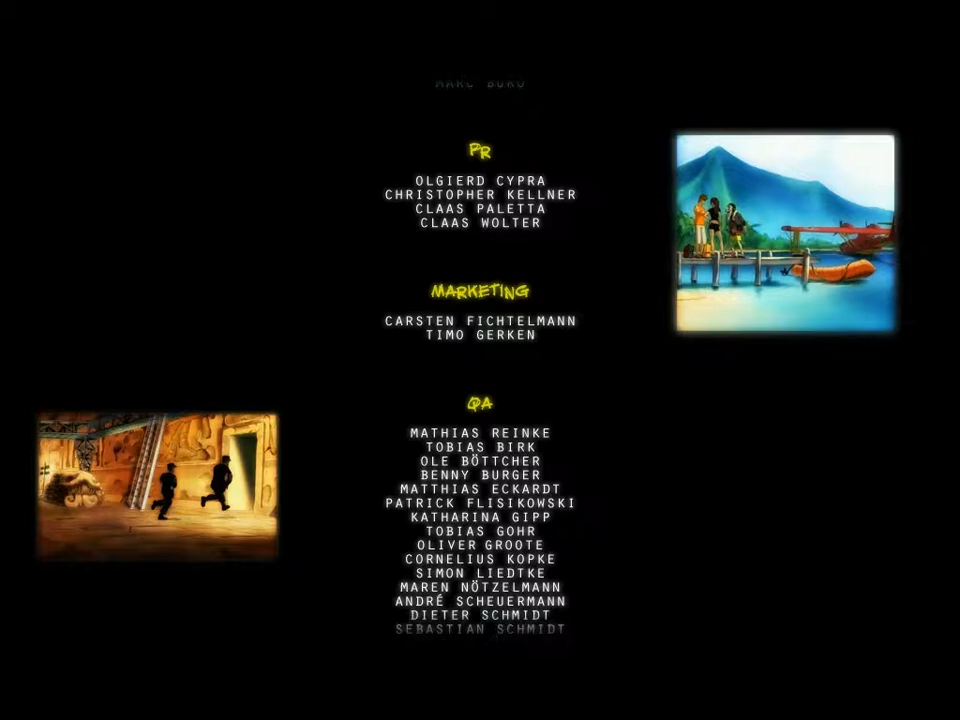 MARC BURO
PR
OLGIERD CYPRA
CHRISTOPHER KELLNER
CLAAS PALETTA
CLAAS WOLTER
MARKETING
CARSTEN FICHTELMANN
TIMO GERKEN
QA
MATHIAS REINKE
TOBIAS BIRK
OLE BÖTTCHER
BENNY BURGER
MATTHIAS ECKARDT
PATRICK FLISIKOWSKI
KATHARINA GIPP
TOBIAS GOHR
OLIVER GROOTE
CORNELIUS KOPKE
SIMON LIEDTKE
MAREN NÖTZELMANN
ANDRÉ SCHEUERMANN
DIETER SCHMIDT
SEBASTIAN SCHMIDT